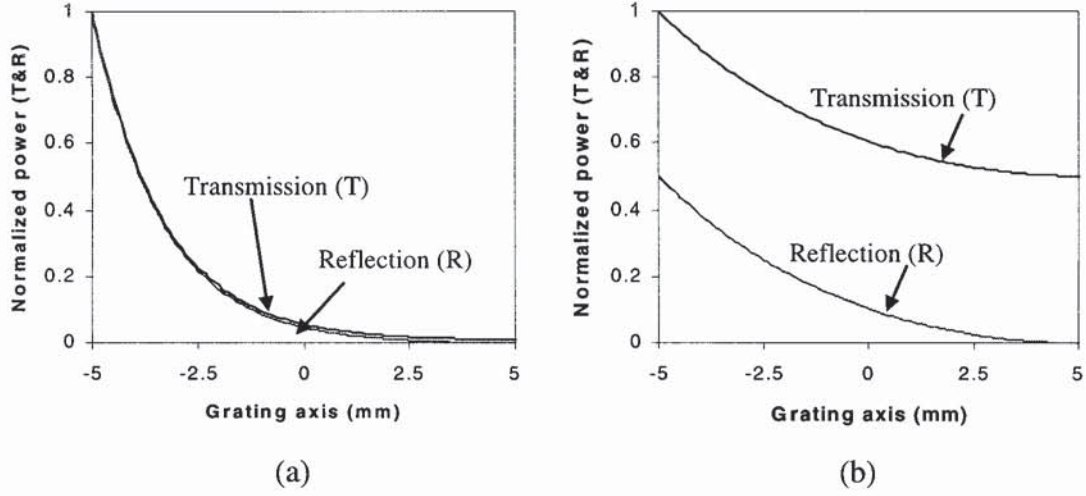 1
0.8
0.6
0.4
0.2
0
Normalized power (T&R)
Transmission (T)
Reflection (R)
-5
-2.5
0
2.5
5
Grating axis (mm)
(a)
1
0.8
0.6
0.4
0.2
0
Normalized power (T&R)
Transmission (T)
Reflection (R)
-5
-2.5
0
2.5
5
Grating axis (mm)
(b)